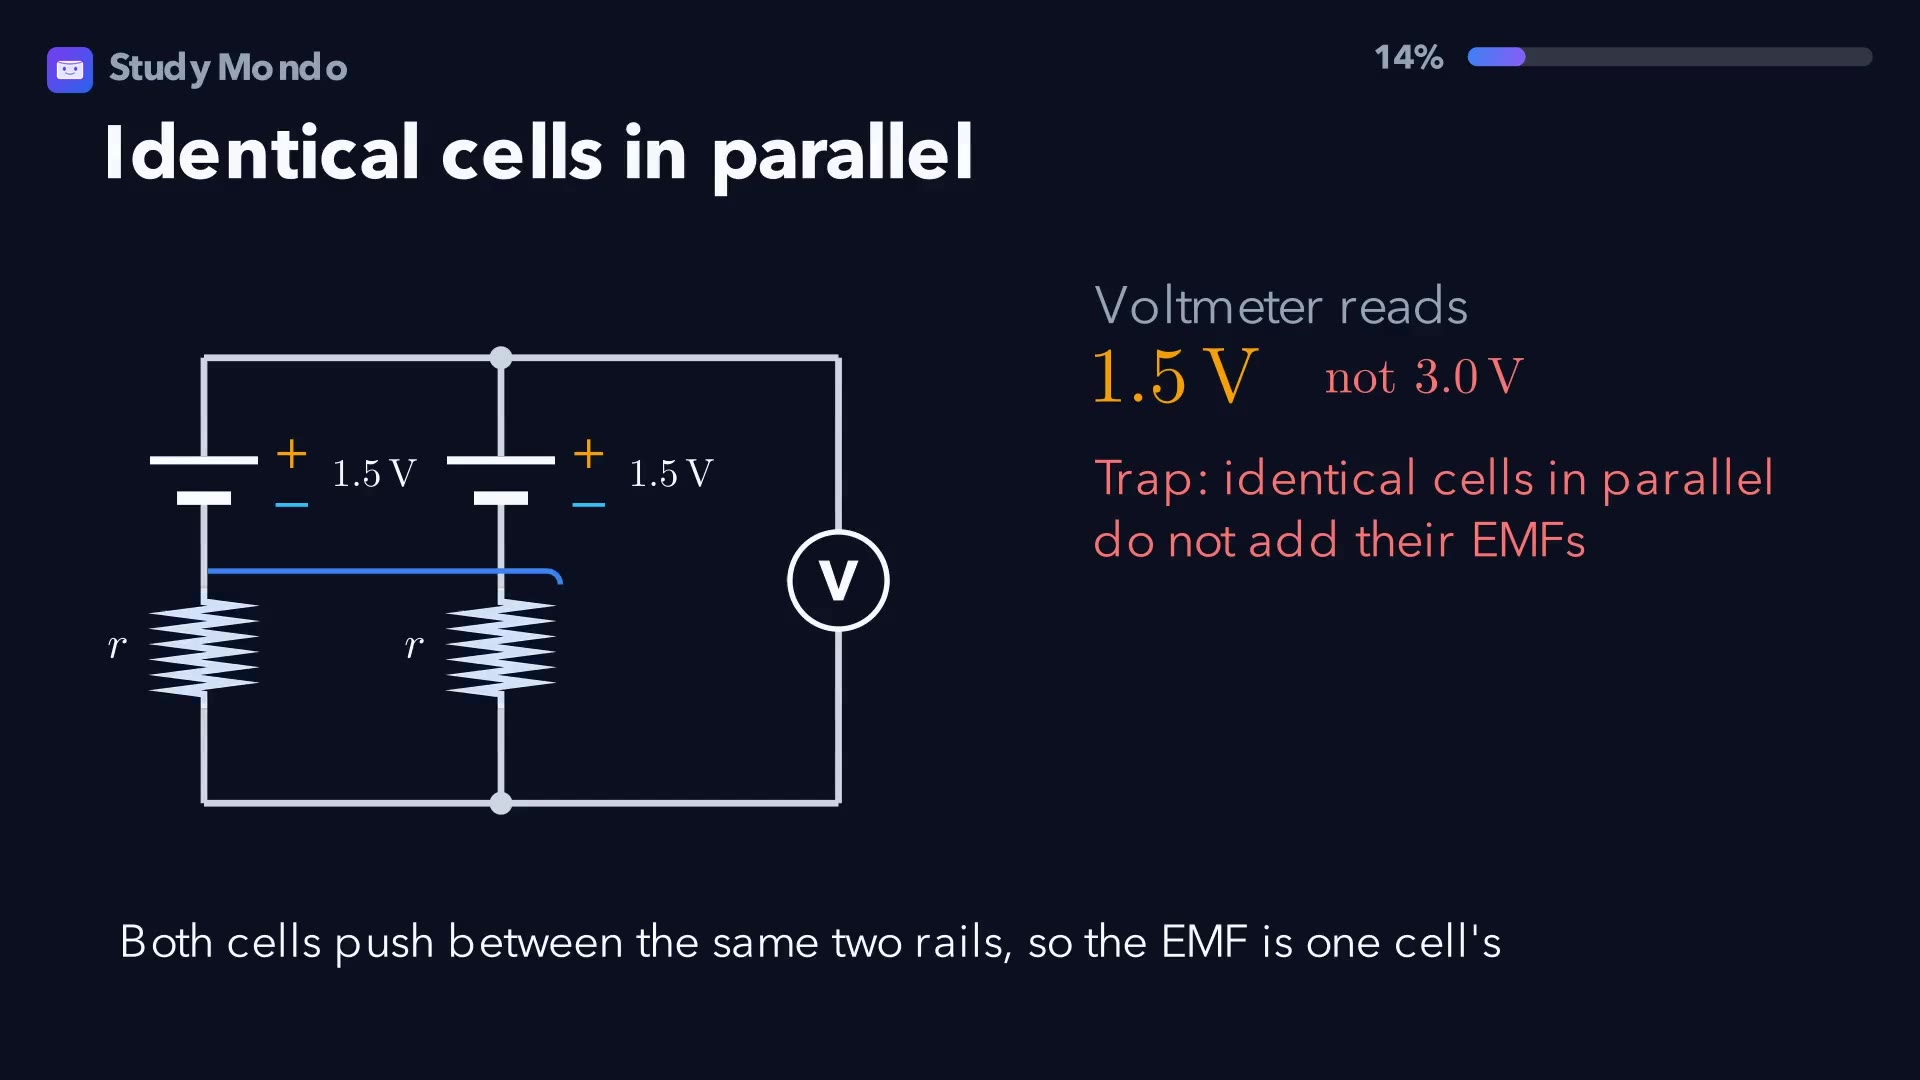 Study Mondo
14%
Identical cells in parallel
Voltmeter reads
1.5 V not 3.0 V
Trap: identical cells in parallel
do not add their EMFs
+ 1.5 V + 1.5 V
− −
V
r r
Both cells push between the same two rails, so the EMF is one cell's